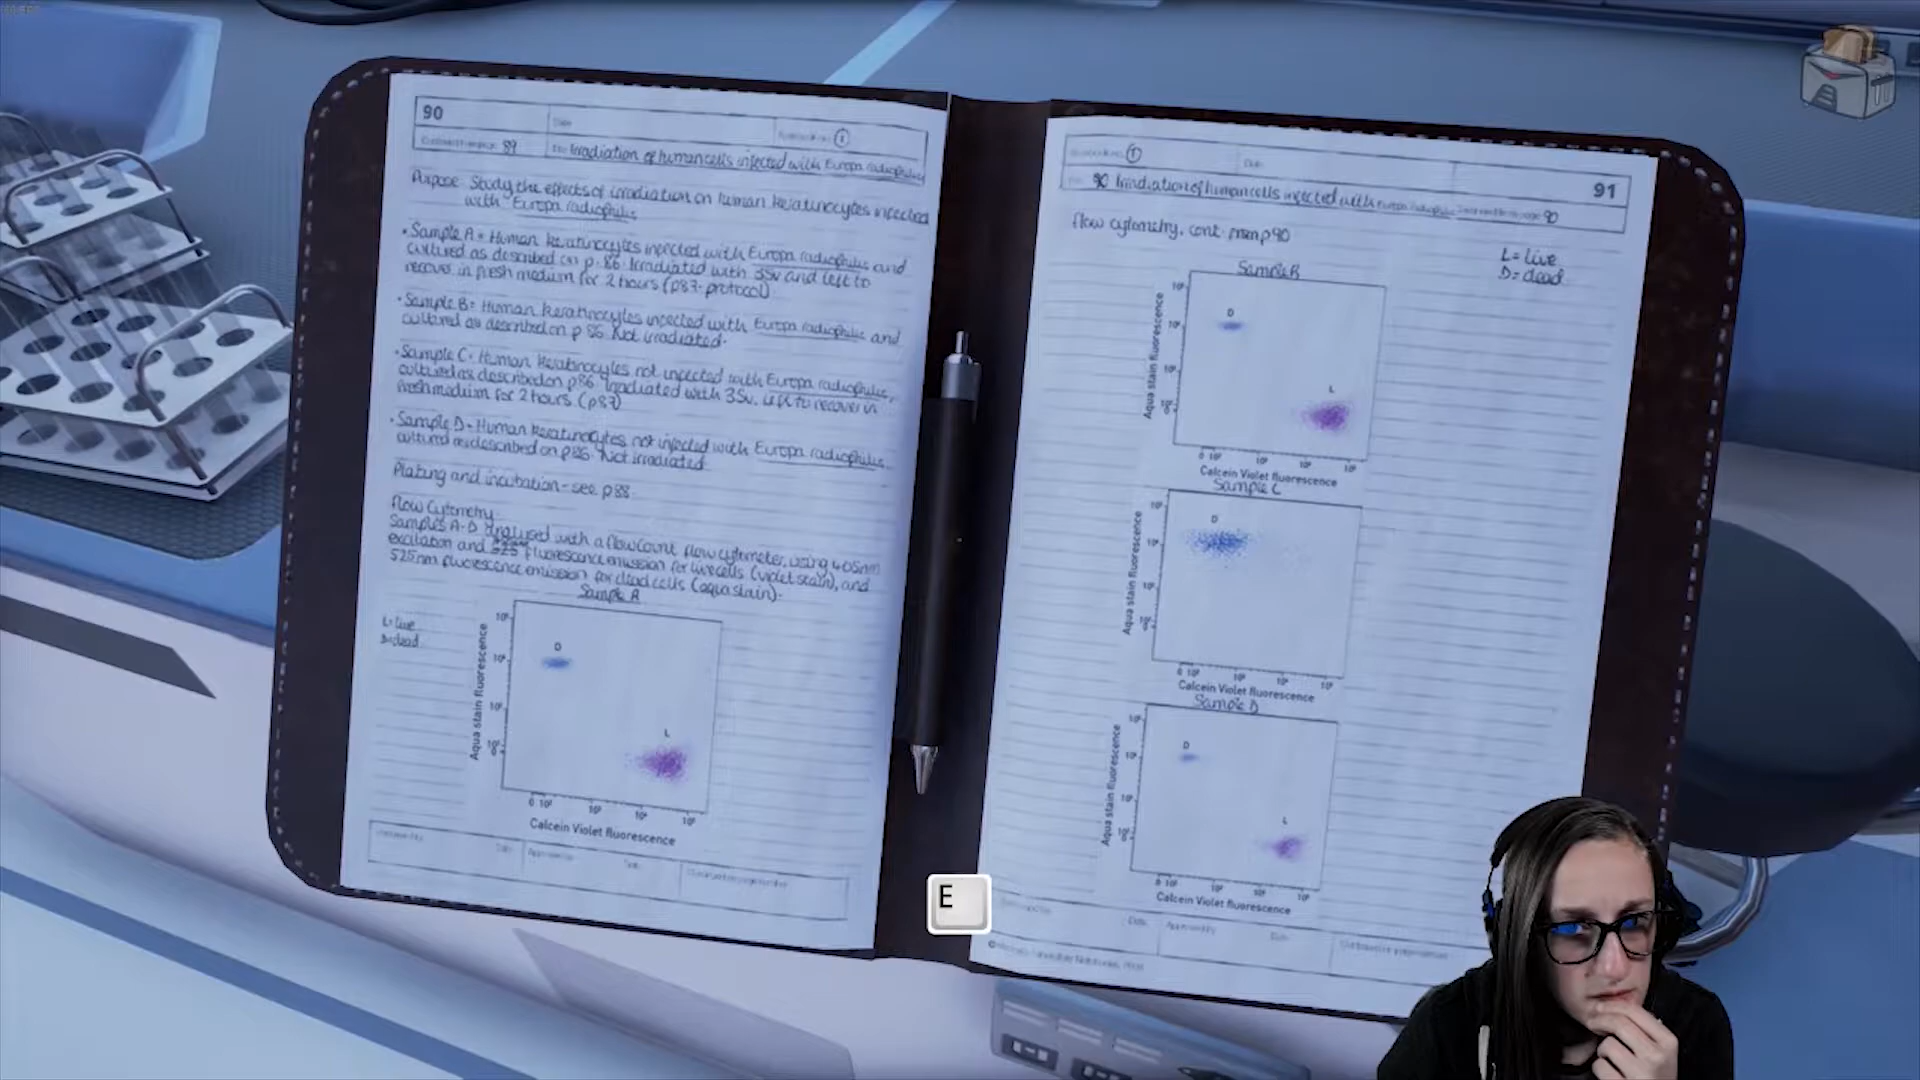 90
Date
89
Irradiation of human cells infected with Europa radiophilus
Purpose: Study the effects of irradiation on human keratinocytes infected
with Europa radiophilus
• Sample A = Human keratinocytes infected with Europa radiophilus and
cultured as described on p. 86. Irradiated with 3Sv and left to
recover in fresh medium for 2 hours (p87-protocol)
• Sample B = Human keratinocytes infected with Europa radiophilus and
cultured as described on p 86. Not irradiated.
• Sample C = Human keratinocytes not infected with Europa radiophilus,
cultured as described on p86. Irradiated with 3Sv. Left to recover in
fresh medium for 2 hours (p87)
• Sample D = Human keratinocytes not infected with Europa radiophilus,
cultured as described on p86. Not irradiated.
Plating and incubation - see p88.
Flow Cytometry
Samples A-D analysed with a flowcount flow cytometer, using 405nm
excitation and fluorescence emission for live cells (violet stain), and
525nm fluorescence emission for dead cells (aqua stain).
Sample A
L=live
D=dead
D
L
Aqua stain fluorescence
Calcein Violet fluorescence
Date
91
90 Irradiation of human cells infected with Europa radiophilus 90
flow cytometry, cont. from p90
L= live
D= dead
Sample B
D
L
Aqua stain fluorescence
Calcein Violet fluorescence
Sample C
D
Aqua stain fluorescence
Calcein Violet fluorescence
Sample D
D
L
Aqua stain fluorescence
Calcein Violet fluorescence
E